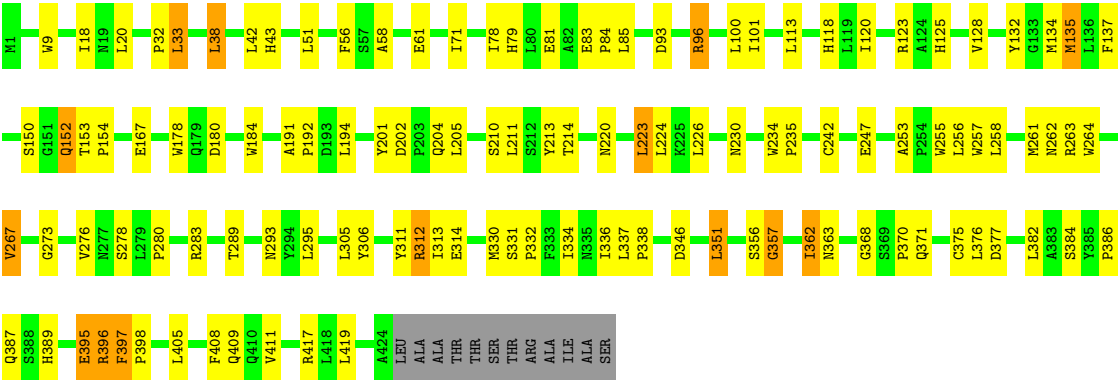 M1 W9 I18 N19 L20 P32 L33 L38 L42 H43 L51 F56 S57 A58 E61 I71 I78 H79 L80 E81 A82 E83 P84 L85 D93 R96 L100 I101 L113 H118 L119 I120 R123 A124 H125 V128 Y132 G133 M134 M135 L136 F137
S150 G151 Q152 T153 P154 E167 W178 Q179 D180 W184 A191 P192 D193 L194 Y201 D202 P203 Q204 L205 S210 L211 S212 Y213 T214 N220 L223 L224 K225 L226 N230 W234 P235 C242 E247 A253 P254 W255 L256 W257 L258 M261 N262 R263 W264
V267 G273 V276 N277 S278 L279 P280 R283 T289 N293 Y294 L295 L305 Y306 Y311 R312 I313 E314 M330 S331 P332 F333 I334 N335 I336 L337 P338 D346 L351 S356 G357 I362 N363 G368 S369 P370 Q371 C375 L376 D377 L382 A383 S384 Y385 P386
Q387 S388 H389 E395 R396 F397 P398 L405 F408 Q409 Q410 V411 R417 L418 L419 A424 LEU ALA ALA THR THR SER THR ARG ALA ILE ALA SER